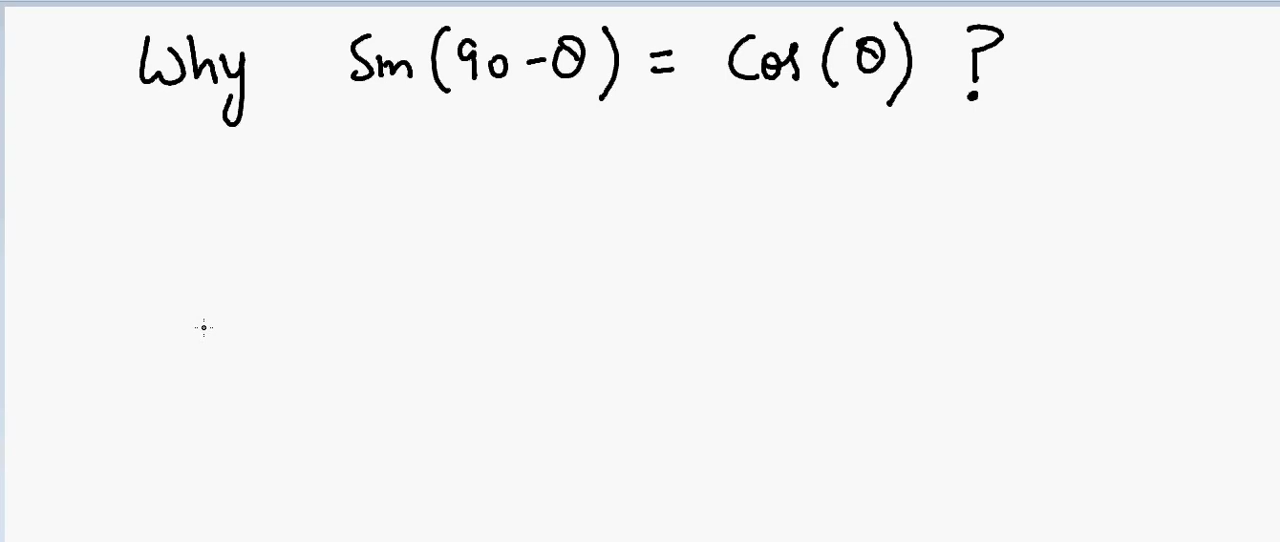 Why Sin (90-θ) = Cos (θ) ?